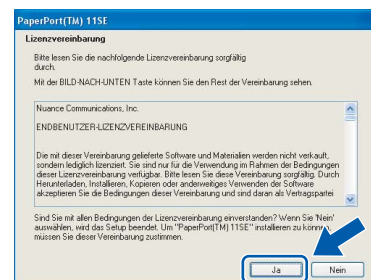 PaperPort(TM) 11SE
Lizenzvereinbarung
Bitte lesen Sie die nachfolgende Lizenzvereinbarung sorgfältig
durch.
Mit der BILD-NACH-UNTEN Taste können Sie den Rest der Vereinbarung sehen.
Nuance Communications, Inc.
ENDBENUTZER-LIZENZVEREINBARUNG
Die mit dieser Vereinbarung gelieferte Software und Materialien werden nicht verkauft,
sondern lediglich lizenziert. Sie sind nur für die Verwendung im Rahmen der Bedingungen
dieser Lizenzvereinbarung verfügbar. Bitte lesen Sie diese Vereinbarung sorgfältig. Durch
Herunterladen, Installieren, Kopieren oder anderweitiges Verwenden der Software
akzeptieren Sie die Bedingungen dieser Vereinbarung und sind daran als Vertragspartei
Sind Sie mit allen Bedingungen der Lizenzvereinbarung einverstanden? Wenn Sie 'Nein'
auswählen, wird das Setup beendet. Um "PaperPort(TM) 11SE" installieren zu können,
müssen Sie dieser Vereinbarung zustimmen.
Ja
Nein